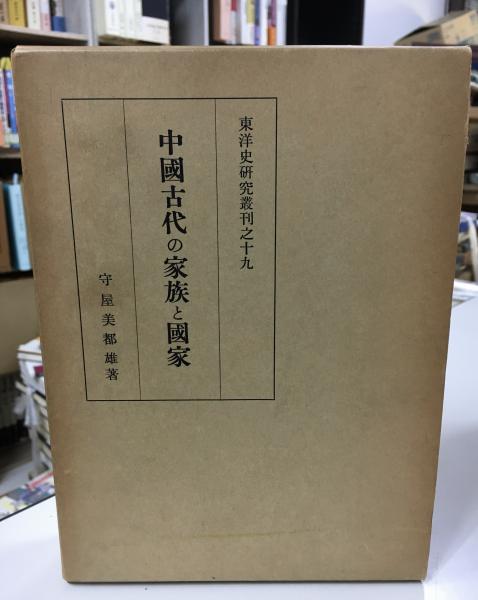 東洋史研究叢刊之十九
中國古代の家族と國家
守屋美都雄著